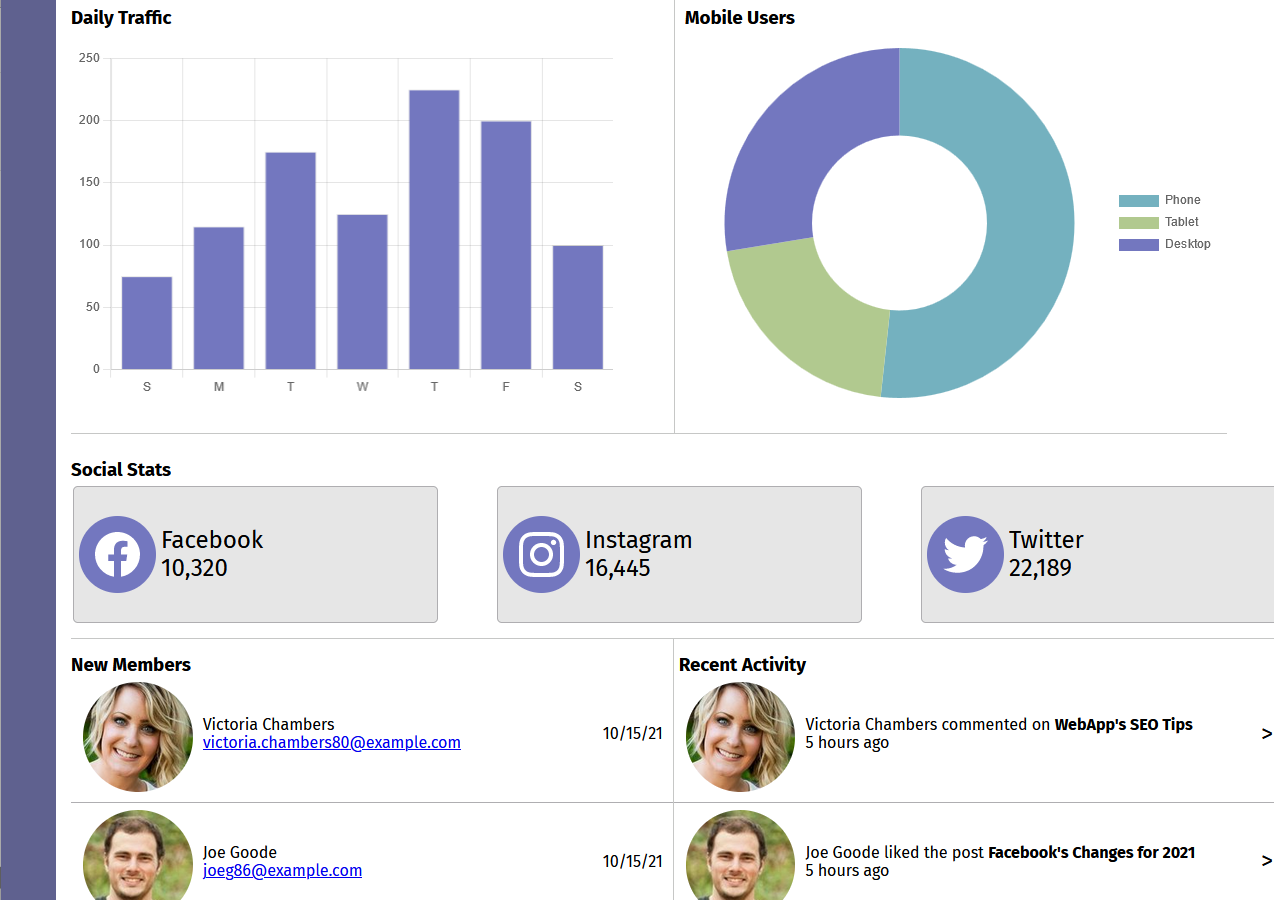 Daily Traffic
250
200
150
100
50
0
S M T W T F S
Mobile Users
Phone
Tablet
Desktop
Social Stats
Facebook
10,320
Instagram
16,445
Twitter
22,189
New Members
Victoria Chambers
victoria.chambers80@example.com
10/15/21
Joe Goode
joeg86@example.com
10/15/21
Recent Activity
Victoria Chambers commented on WebApp's SEO Tips
5 hours ago
>
Joe Goode liked the post Facebook's Changes for 2021
5 hours ago
>